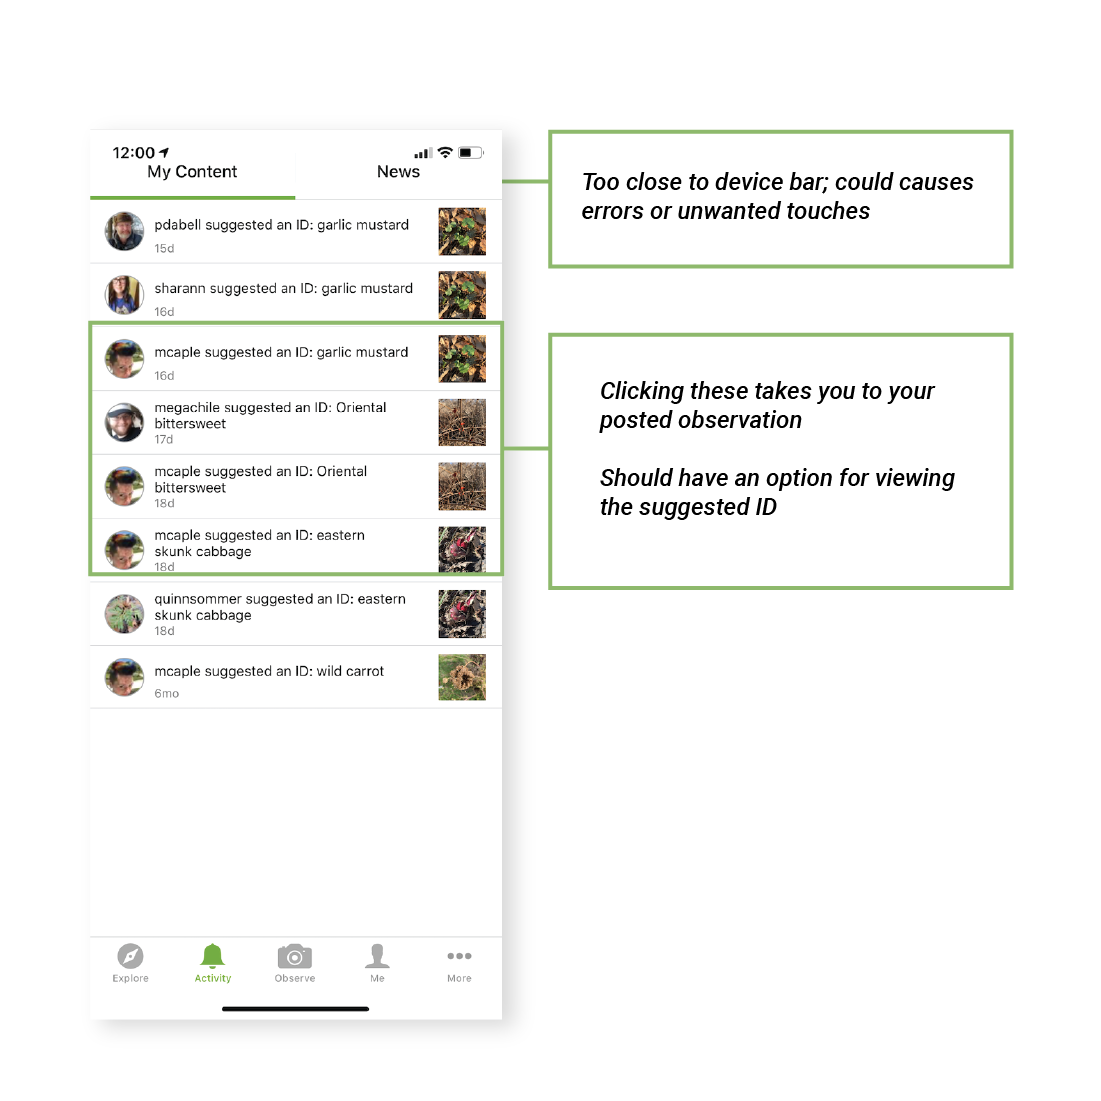 12:00
My Content
News
pdabell suggested an ID: garlic mustard
15d
sharann suggested an ID: garlic mustard
16d
mcaple suggested an ID: garlic mustard
16d
megachile suggested an ID: Oriental
bittersweet
17d
mcaple suggested an ID: Oriental
bittersweet
18d
mcaple suggested an ID: eastern
skunk cabbage
18d
quinnsommer suggested an ID: eastern
skunk cabbage
18d
mcaple suggested an ID: wild carrot
6mo
Explore
Activity
Observe
Me
More
Too close to device bar; could causes
errors or unwanted touches
Clicking these takes you to your
posted observation
Should have an option for viewing
the suggested ID